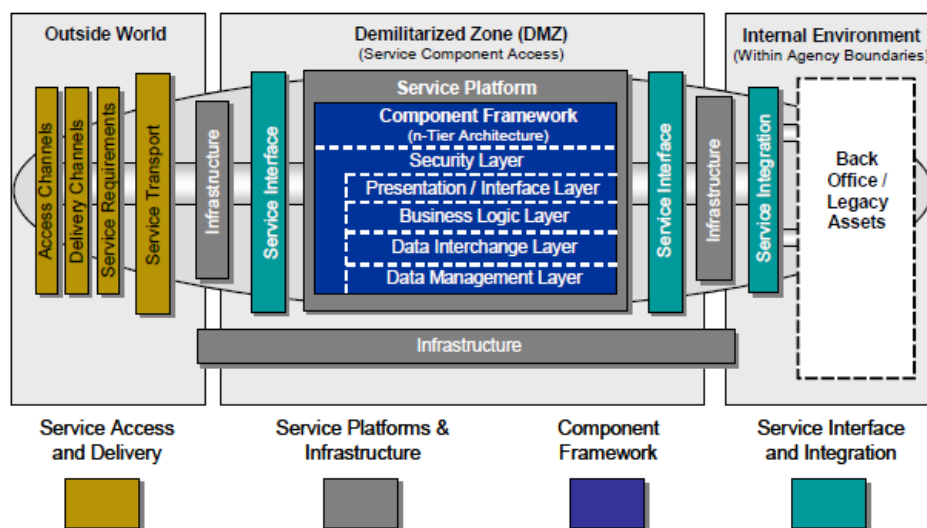 Outside World
Demilitarized Zone (DMZ)
(Service Component Access)
Internal Environment
(Within Agency Boundaries)
Access Channels
Delivery Channels
Service Requirements
Service Transport
Infrastructure
Service Interface
Service Platform
Component Framework
(n-Tier Architecture)
Security Layer
Presentation / Interface Layer
Business Logic Layer
Data Interchange Layer
Data Management Layer
Service Interface
Infrastructure
Service Integration
Back
Office /
Legacy
Assets
Infrastructure
Service Access
and Delivery
Service Platforms &
Infrastructure
Component
Framework
Service Interface
and Integration